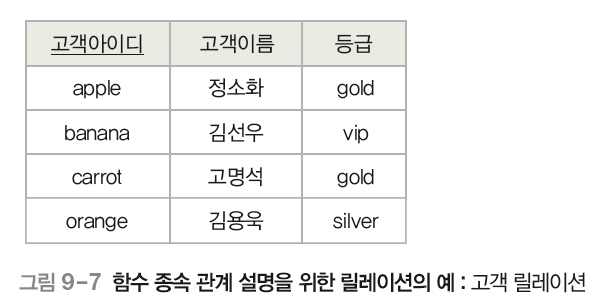 고객아이디 고객이름 등급
apple 정소화 gold
banana 김선우 vip
carrot 고명석 gold
orange 김용욱 silver
그림 9-7 함수 종속 관계 설명을 위한 릴레이션의 예 : 고객 릴레이션